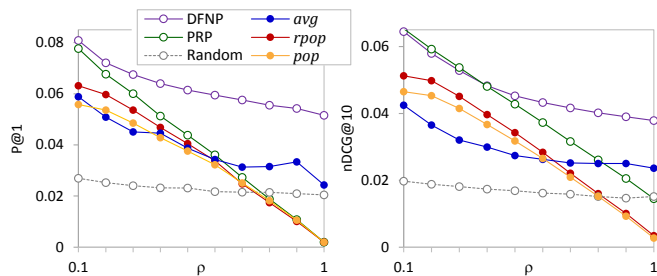 DFNP avg
PRP rpop
Random pop
0.08
0.06
0.04
0.02
0
P@1
0.1 ρ 1
0.06
0.04
0.02
0
nDCG@10
0.1 ρ 1